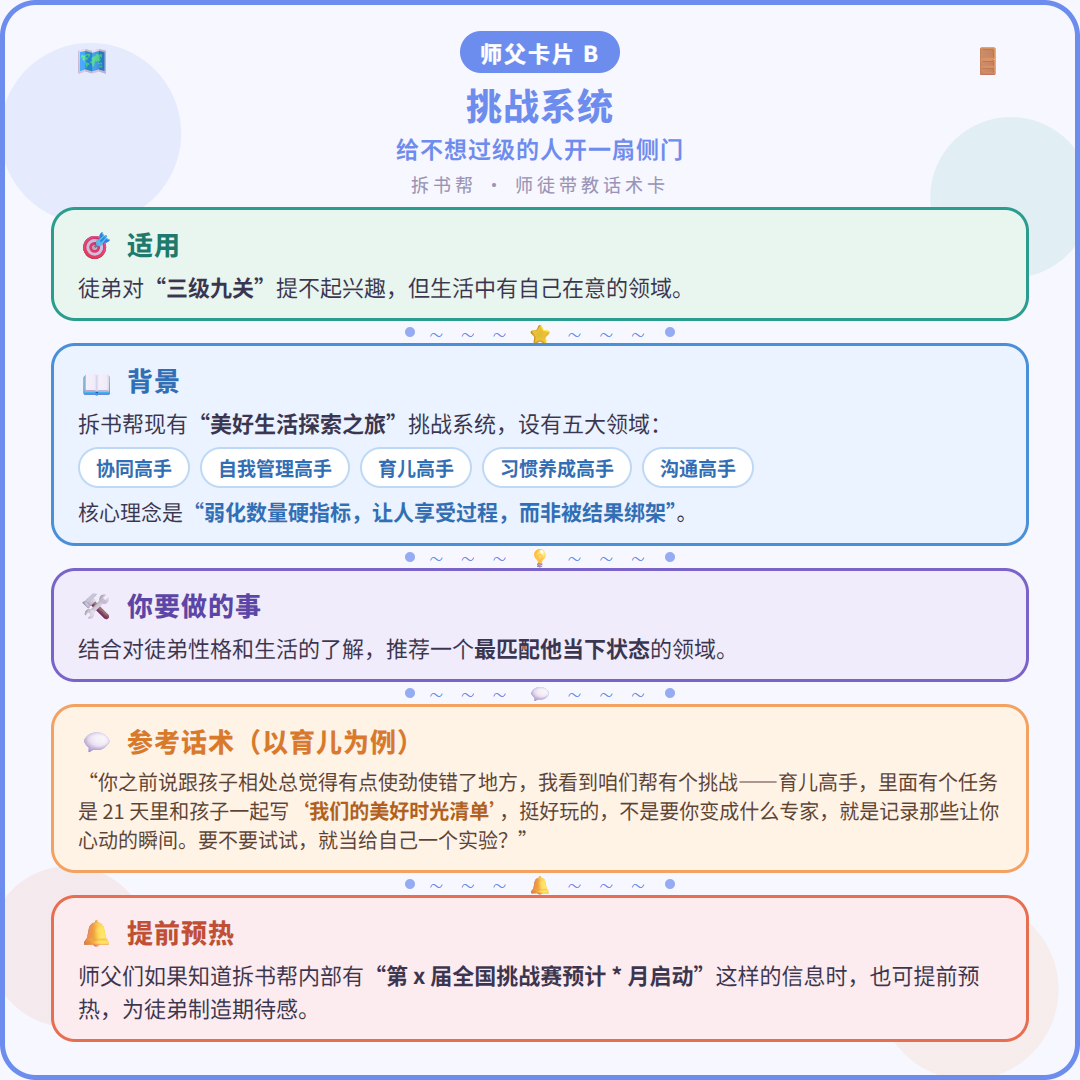 师父卡片 B
挑战系统
给不想过级的人开一扇侧门
拆书帮 · 师徒带教话术卡
适用
徒弟对“三级九关”提不起兴趣，但生活中有自己在意的领域。
背景
拆书帮现有“美好生活探索之旅”挑战系统，设有五大领域：
协同高手 自我管理高手 育儿高手 习惯养成高手 沟通高手
核心理念是“弱化数量硬指标，让人享受过程，而非被结果绑架”。
你要做的事
结合对徒弟性格和生活的了解，推荐一个最匹配他当下状态的领域。
参考话术（以育儿为例）
“你之前说跟孩子相处总觉得有点使劲使错了地方，我看到咱们帮有个挑战——育儿高手，里面有个任务
是 21 天里和孩子一起写‘我们的美好时光清单’，挺好玩的，不是要你变成什么专家，就是记录那些让你
心动的瞬间。要不要试试，就当给自己一个实验？”
提前预热
师父们如果知道拆书帮内部有“第 x 届全国挑战赛预计 * 月启动”这样的信息时，也可提前预
热，为徒弟制造期待感。